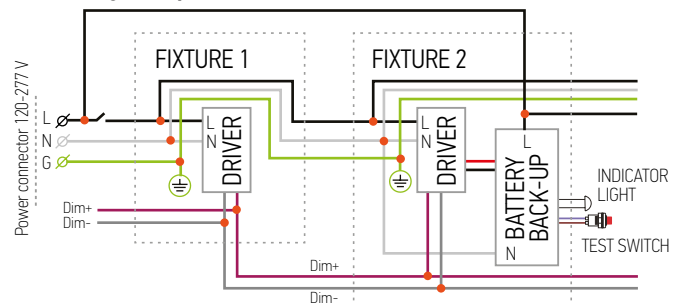 FIXTURE 1
FIXTURE 2
Power connector 120-277 V
L
N
G
L
N
DRIVER
L
N
DRIVER
L
BATTERY
BACK-UP
N
INDICATOR
LIGHT
TEST SWITCH
Dim+
Dim-
Dim+
Dim-